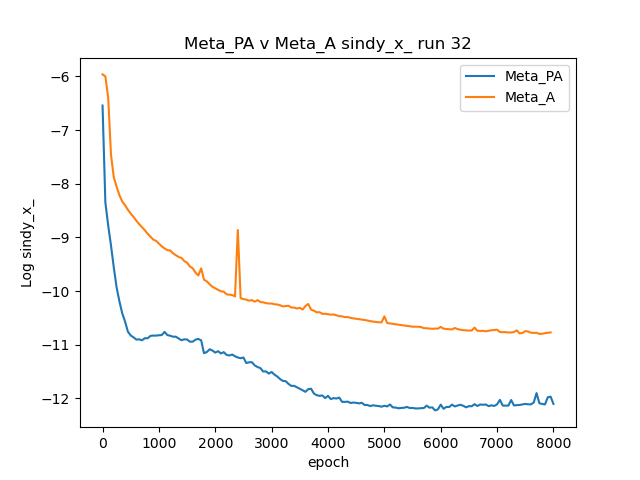 Meta_PA v Meta_A sindy_x_ run 32
Meta_PA
Meta_A
Log sindy_x_
−6
−7
−8
−9
−10
−11
−12
0 1000 2000 3000 4000 5000 6000 7000 8000
epoch